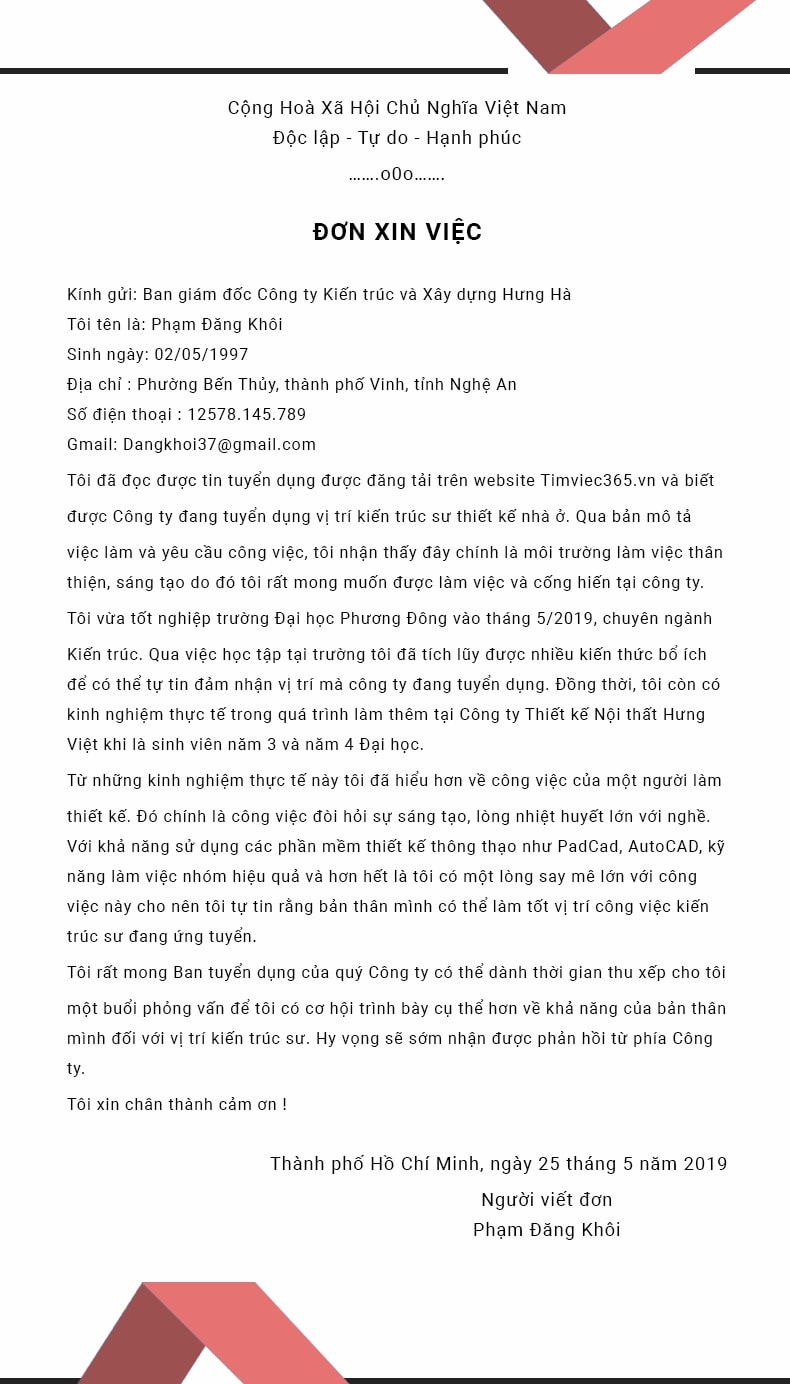 Cộng Hoà Xã Hội Chủ Nghĩa Việt Nam
Độc lập - Tự do - Hạnh phúc
…….o0o…….
ĐƠN XIN VIỆC
Kính gửi: Ban giám đốc Công ty Kiến trúc và Xây dựng Hưng Hà
Tôi tên là: Phạm Đăng Khôi
Sinh ngày: 02/05/1997
Địa chỉ : Phường Bến Thủy, thành phố Vinh, tỉnh Nghệ An
Số điện thoại : 12578.145.789
Gmail: Dangkhoi37@gmail.com
Tôi đã đọc được tin tuyển dụng được đăng tải trên website Timviec365.vn và biết
được Công ty đang tuyển dụng vị trí kiến trúc sư thiết kế nhà ở. Qua bản mô tả
việc làm và yêu cầu công việc, tôi nhận thấy đây chính là môi trường làm việc thân
thiện, sáng tạo do đó tôi rất mong muốn được làm việc và cống hiến tại công ty.
Tôi vừa tốt nghiệp trường Đại học Phương Đông vào tháng 5/2019, chuyên ngành
Kiến trúc. Qua việc học tập tại trường tôi đã tích lũy được nhiều kiến thức bổ ích
để có thể tự tin đảm nhận vị trí mà công ty đang tuyển dụng. Đồng thời, tôi còn có
kinh nghiệm thực tế trong quá trình làm thêm tại Công ty Thiết kế Nội thất Hưng
Việt khi là sinh viên năm 3 và năm 4 Đại học.
Từ những kinh nghiệm thực tế này tôi đã hiểu hơn về công việc của một người làm
thiết kế. Đó chính là công việc đòi hỏi sự sáng tạo, lòng nhiệt huyết lớn với nghề.
Với khả năng sử dụng các phần mềm thiết kế thông thạo như PadCad, AutoCAD, kỹ
năng làm việc nhóm hiệu quả và hơn hết là tôi có một lòng say mê lớn với công
việc này cho nên tôi tự tin rằng bản thân mình có thể làm tốt vị trí công việc kiến
trúc sư đang ứng tuyển.
Tôi rất mong Ban tuyển dụng của quý Công ty có thể dành thời gian thu xếp cho tôi
một buổi phỏng vấn để tôi có cơ hội trình bày cụ thể hơn về khả năng của bản thân
mình đối với vị trí kiến trúc sư. Hy vọng sẽ sớm nhận được phản hồi từ phía Công
ty.
Tôi xin chân thành cảm ơn !
Thành phố Hồ Chí Minh, ngày 25 tháng 5 năm 2019
Người viết đơn
Phạm Đăng Khôi